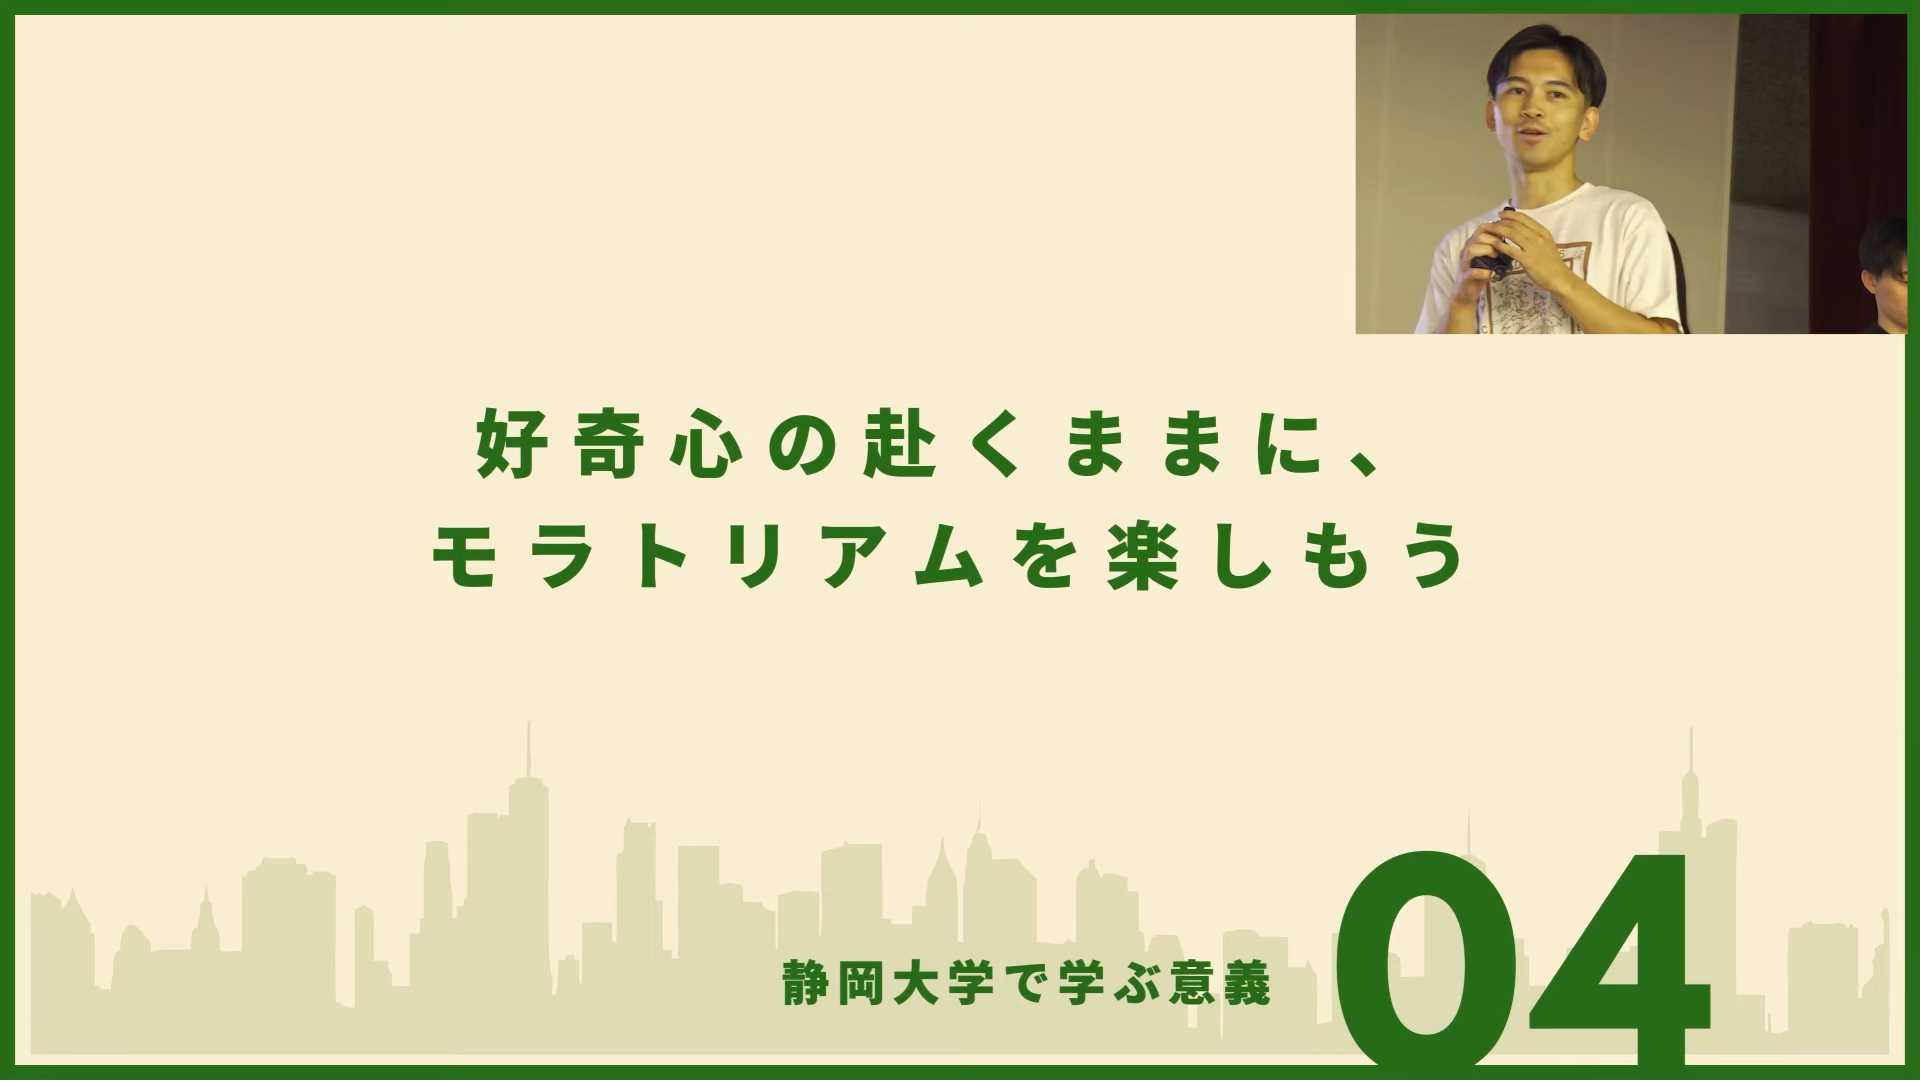 好奇心の赴くままに、
モラトリアムを楽しもう
静岡大学で学ぶ意義
04